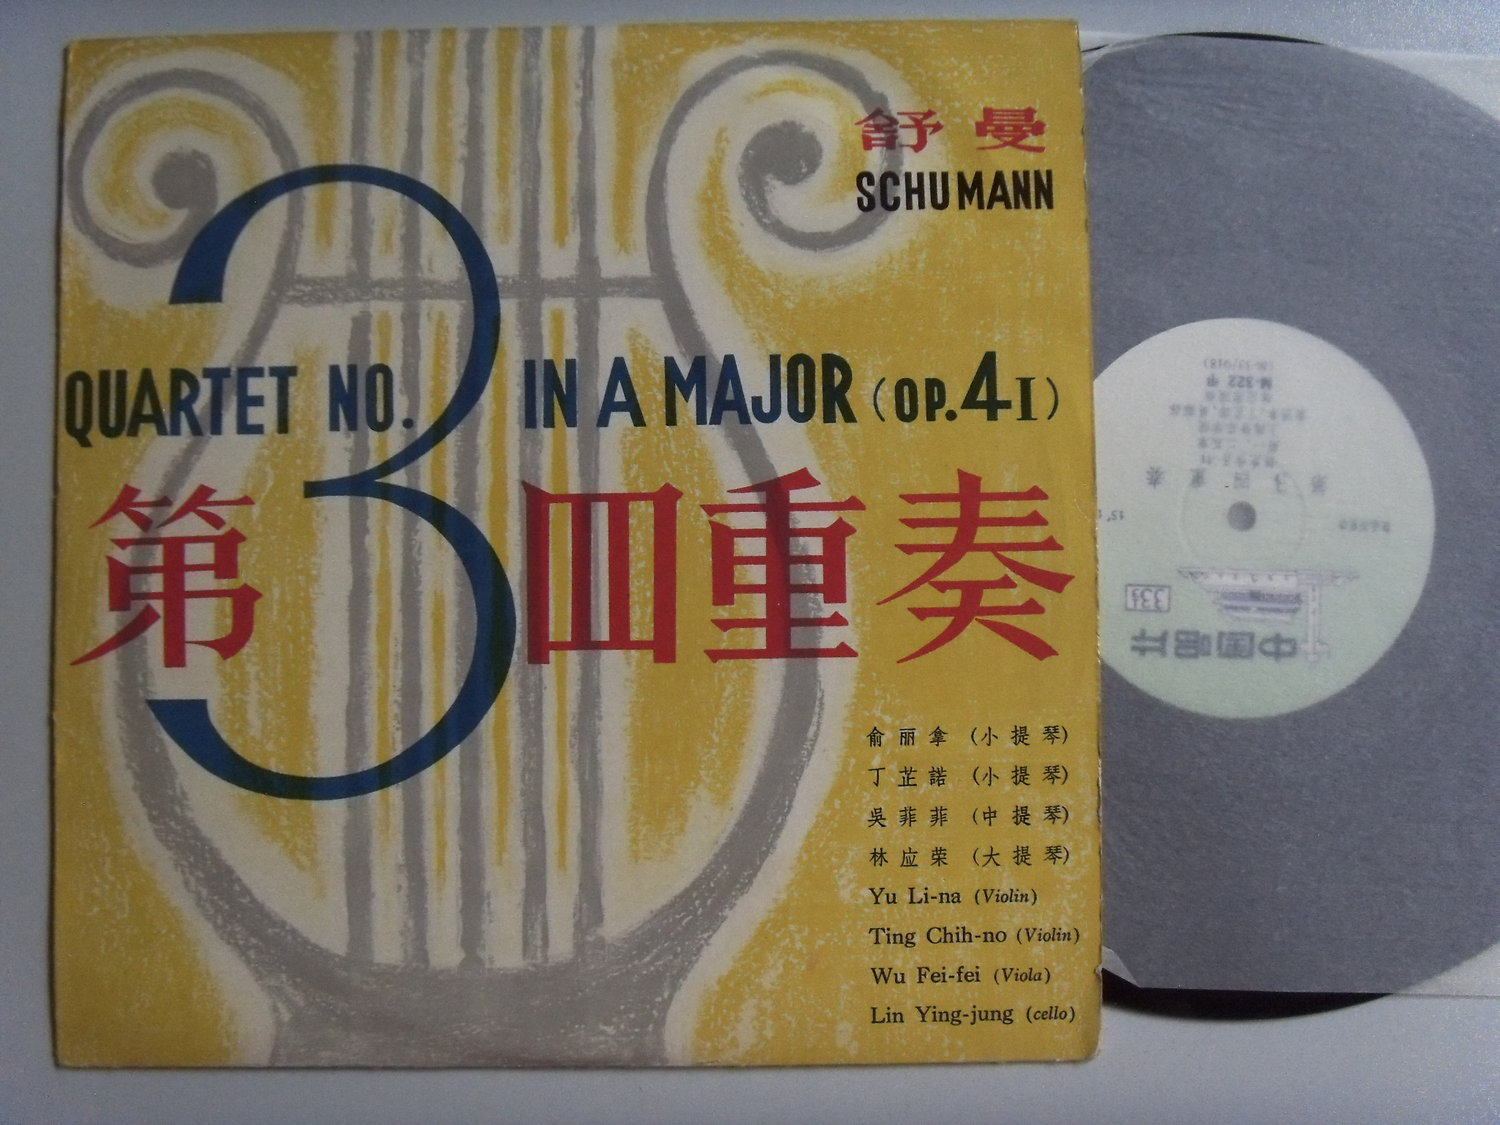 舒曼
SCHUMANN
QUARTET NO. 3 IN A MAJOR (OP. 41)
第3四重奏
俞丽拿 (小提琴)
丁芷諾 (小提琴)
吳菲菲 (中提琴)
林应荣 (大提琴)
Yu Li-na (Violin)
Ting Chih-no (Violin)
Wu Fei-fei (Viola)
Lin Ying-jung (cello)
中国唱片
33⅓
第3四重奏
M-322 甲